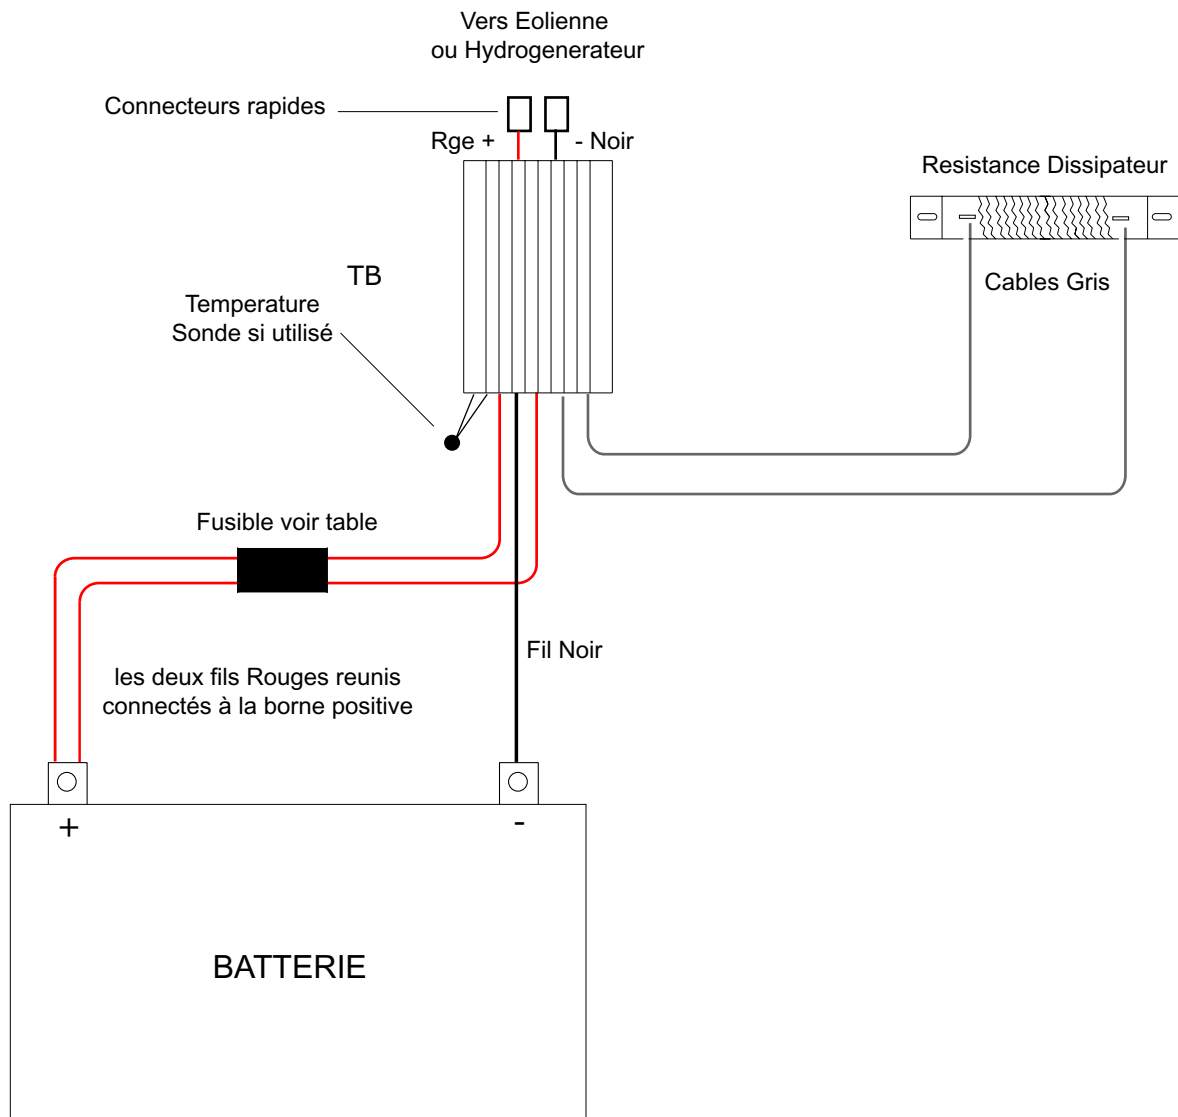 Vers Eolienne
ou Hydrogenerateur
Connecteurs rapides
Rge +
- Noir
Resistance Dissipateur
TB
Cables Gris
Temperature
Sonde si utilisé
Fusible voir table
Fil Noir
les deux fils Rouges reunis
connectés à la borne positive
+
-
BATTERIE